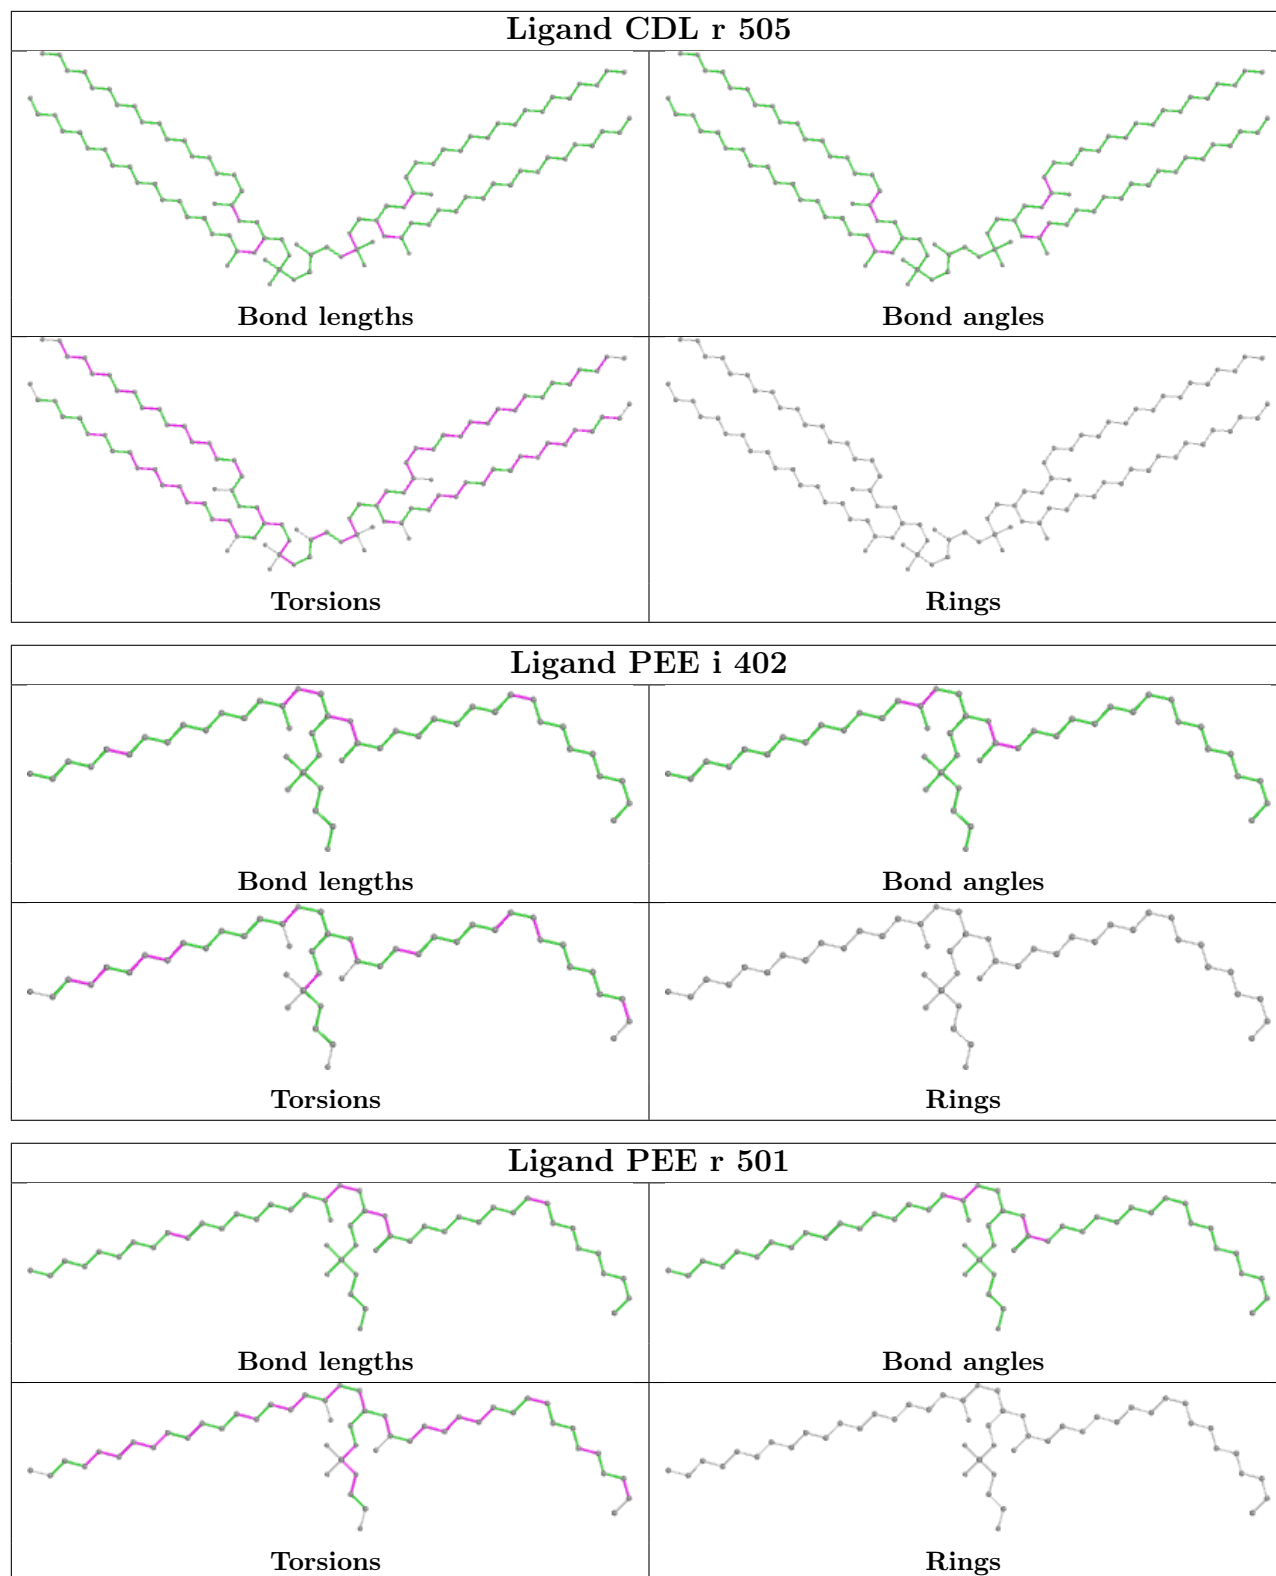 Ligand CDL r 505
Bond lengths
Bond angles
Torsions
Rings
Ligand PEE i 402
Bond lengths
Bond angles
Torsions
Rings
Ligand PEE r 501
Bond lengths
Bond angles
Torsions
Rings